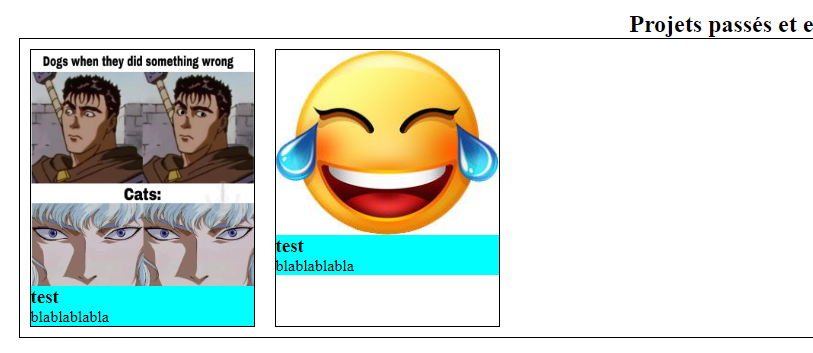 Projets passés et e
Dogs when they did something wrong
Cats:
test
blablablabla
test
blablablabla